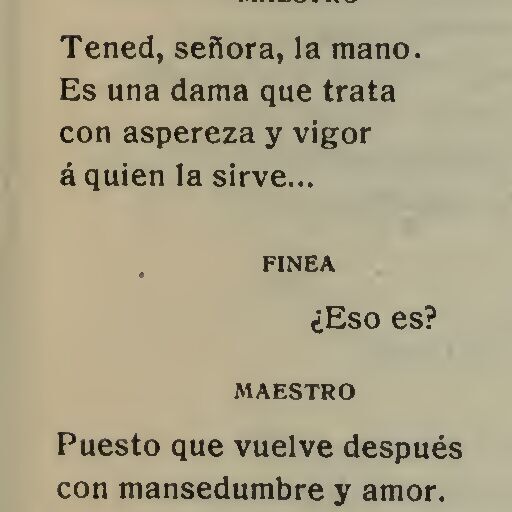 MAESTRO
Tened, señora, la mano.
Es una dama que trata
con aspereza y vigor
á quien la sirve...
FINEA
¿Eso es?
MAESTRO
Puesto que vuelve después
con mansedumbre y amor.